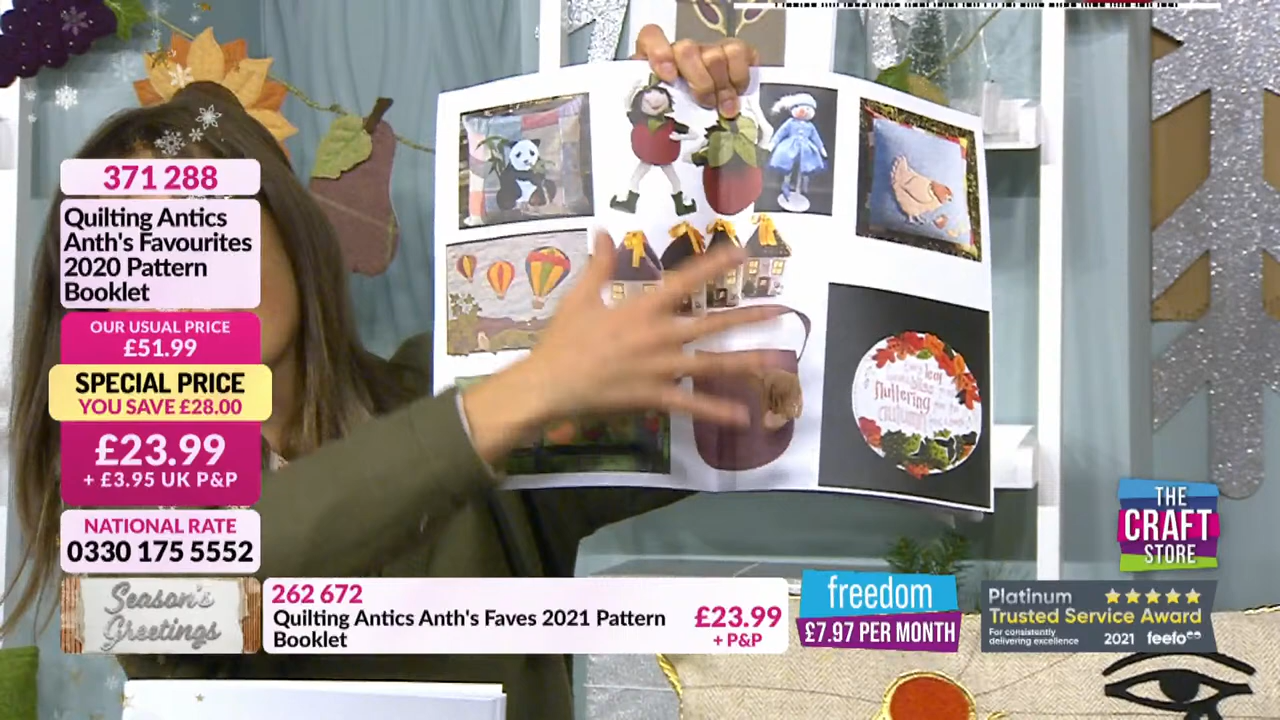 371 288
Quilting Antics
Anth's Favourites
2020 Pattern
Booklet
OUR USUAL PRICE
£51.99
SPECIAL PRICE
YOU SAVE £28.00
£23.99
+ £3.95 UK P&P
NATIONAL RATE
0330 175 5552
Season's
Greetings
262 672
Quilting Antics Anth's Faves 2021 Pattern
Booklet
£23.99
+ P&P
freedom
£7.97 PER MONTH
THE
CRAFT
STORE
Platinum
Trusted Service Award
For consistently
delivering excellence
2021 feefo
leaf
fluttering
autumn